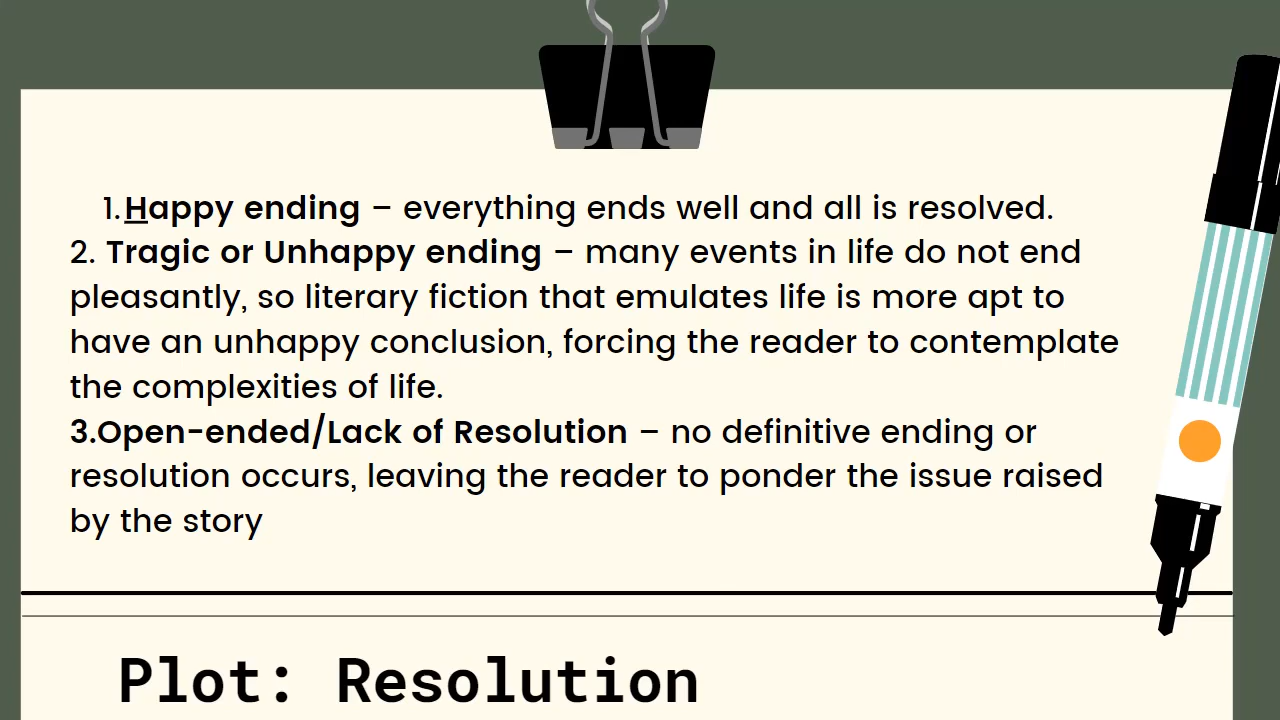 1. Happy ending – everything ends well and all is resolved.
2. Tragic or Unhappy ending – many events in life do not end
pleasantly, so literary fiction that emulates life is more apt to
have an unhappy conclusion, forcing the reader to contemplate
the complexities of life.
3.Open-ended/Lack of Resolution – no definitive ending or
resolution occurs, leaving the reader to ponder the issue raised
by the story
Plot: Resolution